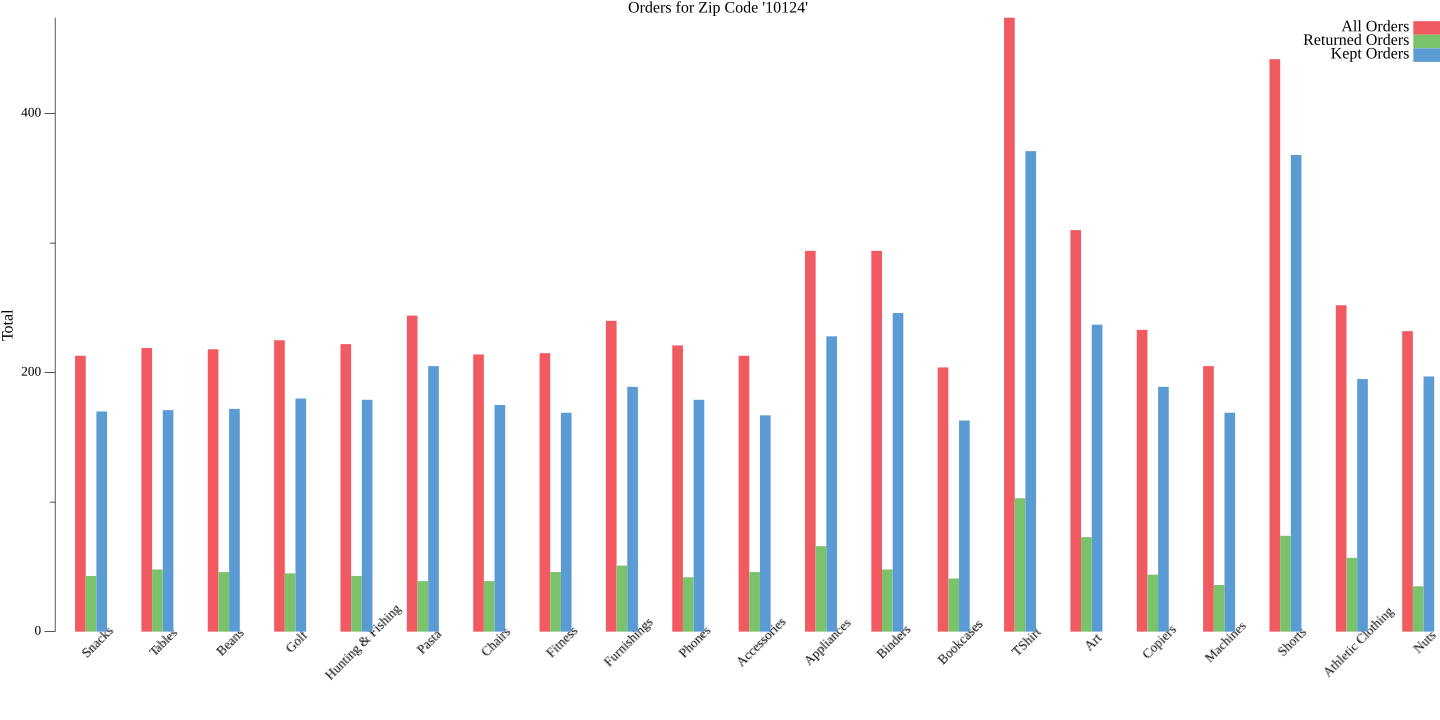 Orders for Zip Code '10124'
All Orders
Returned Orders
Kept Orders
Total
400
200
0
Snacks
Tables
Beans
Golf
Hunting & Fishing
Pasta
Chairs
Fitness
Furnishings
Phones
Accessories
Appliances
Binders
Bookcases
TShirt
Art
Copiers
Machines
Shorts
Athletic Clothing
Nuts